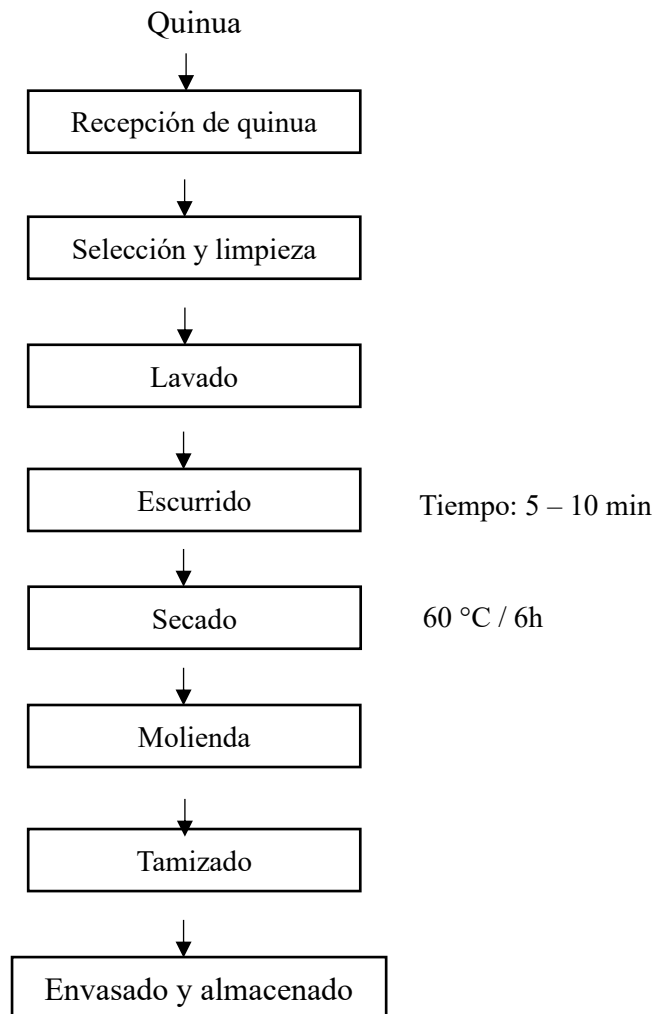 Quinua
Recepción de quinua
Selección y limpieza
Lavado
Escurrido
Tiempo: 5 – 10 min
Secado
60 °C / 6h
Molienda
Tamizado
Envasado y almacenado